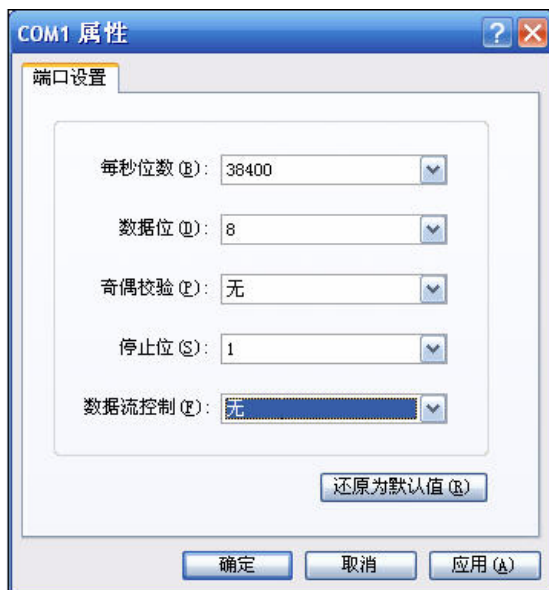 COM1 属性
端口设置
每秒位数(B): 38400
数据位(D): 8
奇偶校验(P): 无
停止位(S): 1
数据流控制(F): 无
还原为默认值(R)
确定 取消 应用(A)